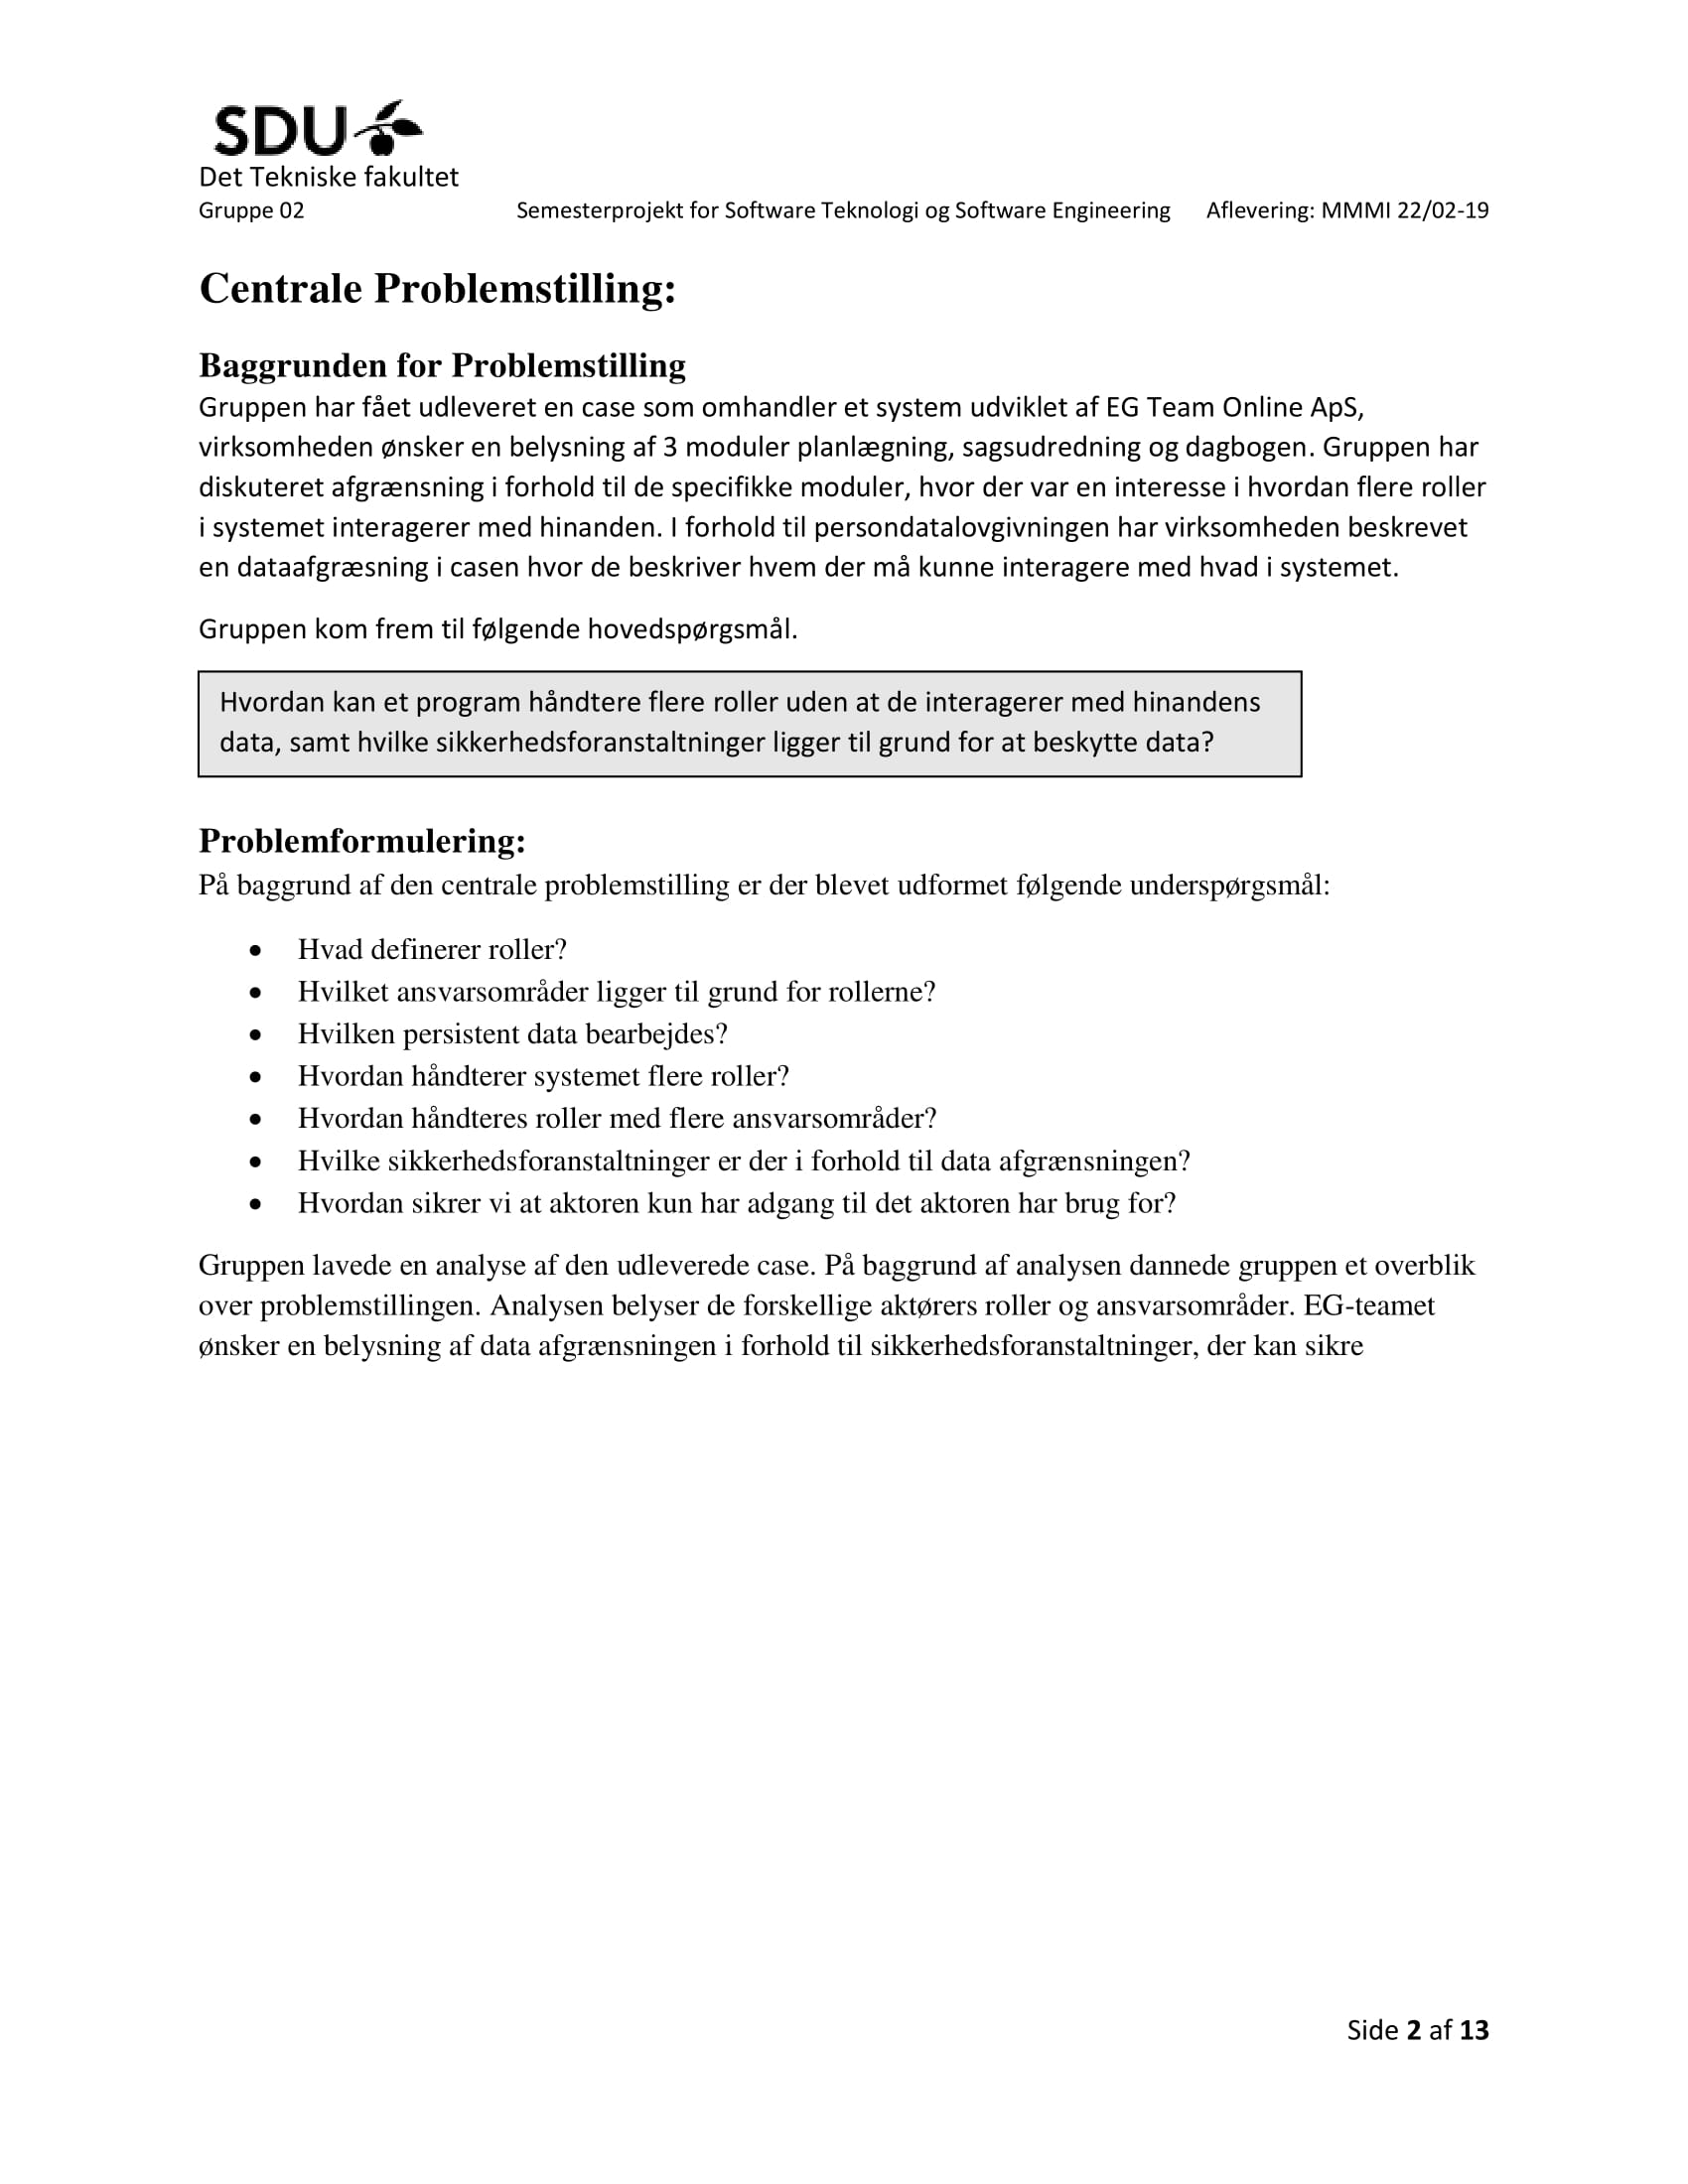 SDU
Det Tekniske fakultet
Gruppe 02 Semesterprojekt for Software Teknologi og Software Engineering Aflevering: MMMI 22/02-19
Centrale Problemstilling:
Baggrunden for Problemstilling
Gruppen har fået udleveret en case som omhandler et system udviklet af EG Team Online ApS,
virksomheden ønsker en belysning af 3 moduler planlægning, sagsudredning og dagbogen. Gruppen har
diskuteret afgrænsning i forhold til de specifikke moduler, hvor der var en interesse i hvordan flere roller
i systemet interagerer med hinanden. I forhold til persondatalovgivningen har virksomheden beskrevet
en dataafgræsning i casen hvor de beskriver hvem der må kunne interagere med hvad i systemet.
Gruppen kom frem til følgende hovedspørgsmål.
Hvordan kan et program håndtere flere roller uden at de interagerer med hinandens
data, samt hvilke sikkerhedsforanstaltninger ligger til grund for at beskytte data?
Problemformulering:
På baggrund af den centrale problemstilling er der blevet udformet følgende underspørgsmål:
• Hvad definerer roller?
• Hvilket ansvarsområder ligger til grund for rollerne?
• Hvilken persistent data bearbejdes?
• Hvordan håndterer systemet flere roller?
• Hvordan håndteres roller med flere ansvarsområder?
• Hvilke sikkerhedsforanstaltninger er der i forhold til data afgrænsningen?
• Hvordan sikrer vi at aktoren kun har adgang til det aktoren har brug for?
Gruppen lavede en analyse af den udleverede case. På baggrund af analysen dannede gruppen et overblik
over problemstillingen. Analysen belyser de forskellige aktørers roller og ansvarsområder. EG-teamet
ønsker en belysning af data afgrænsningen i forhold til sikkerhedsforanstaltninger, der kan sikre
Side 2 af 13